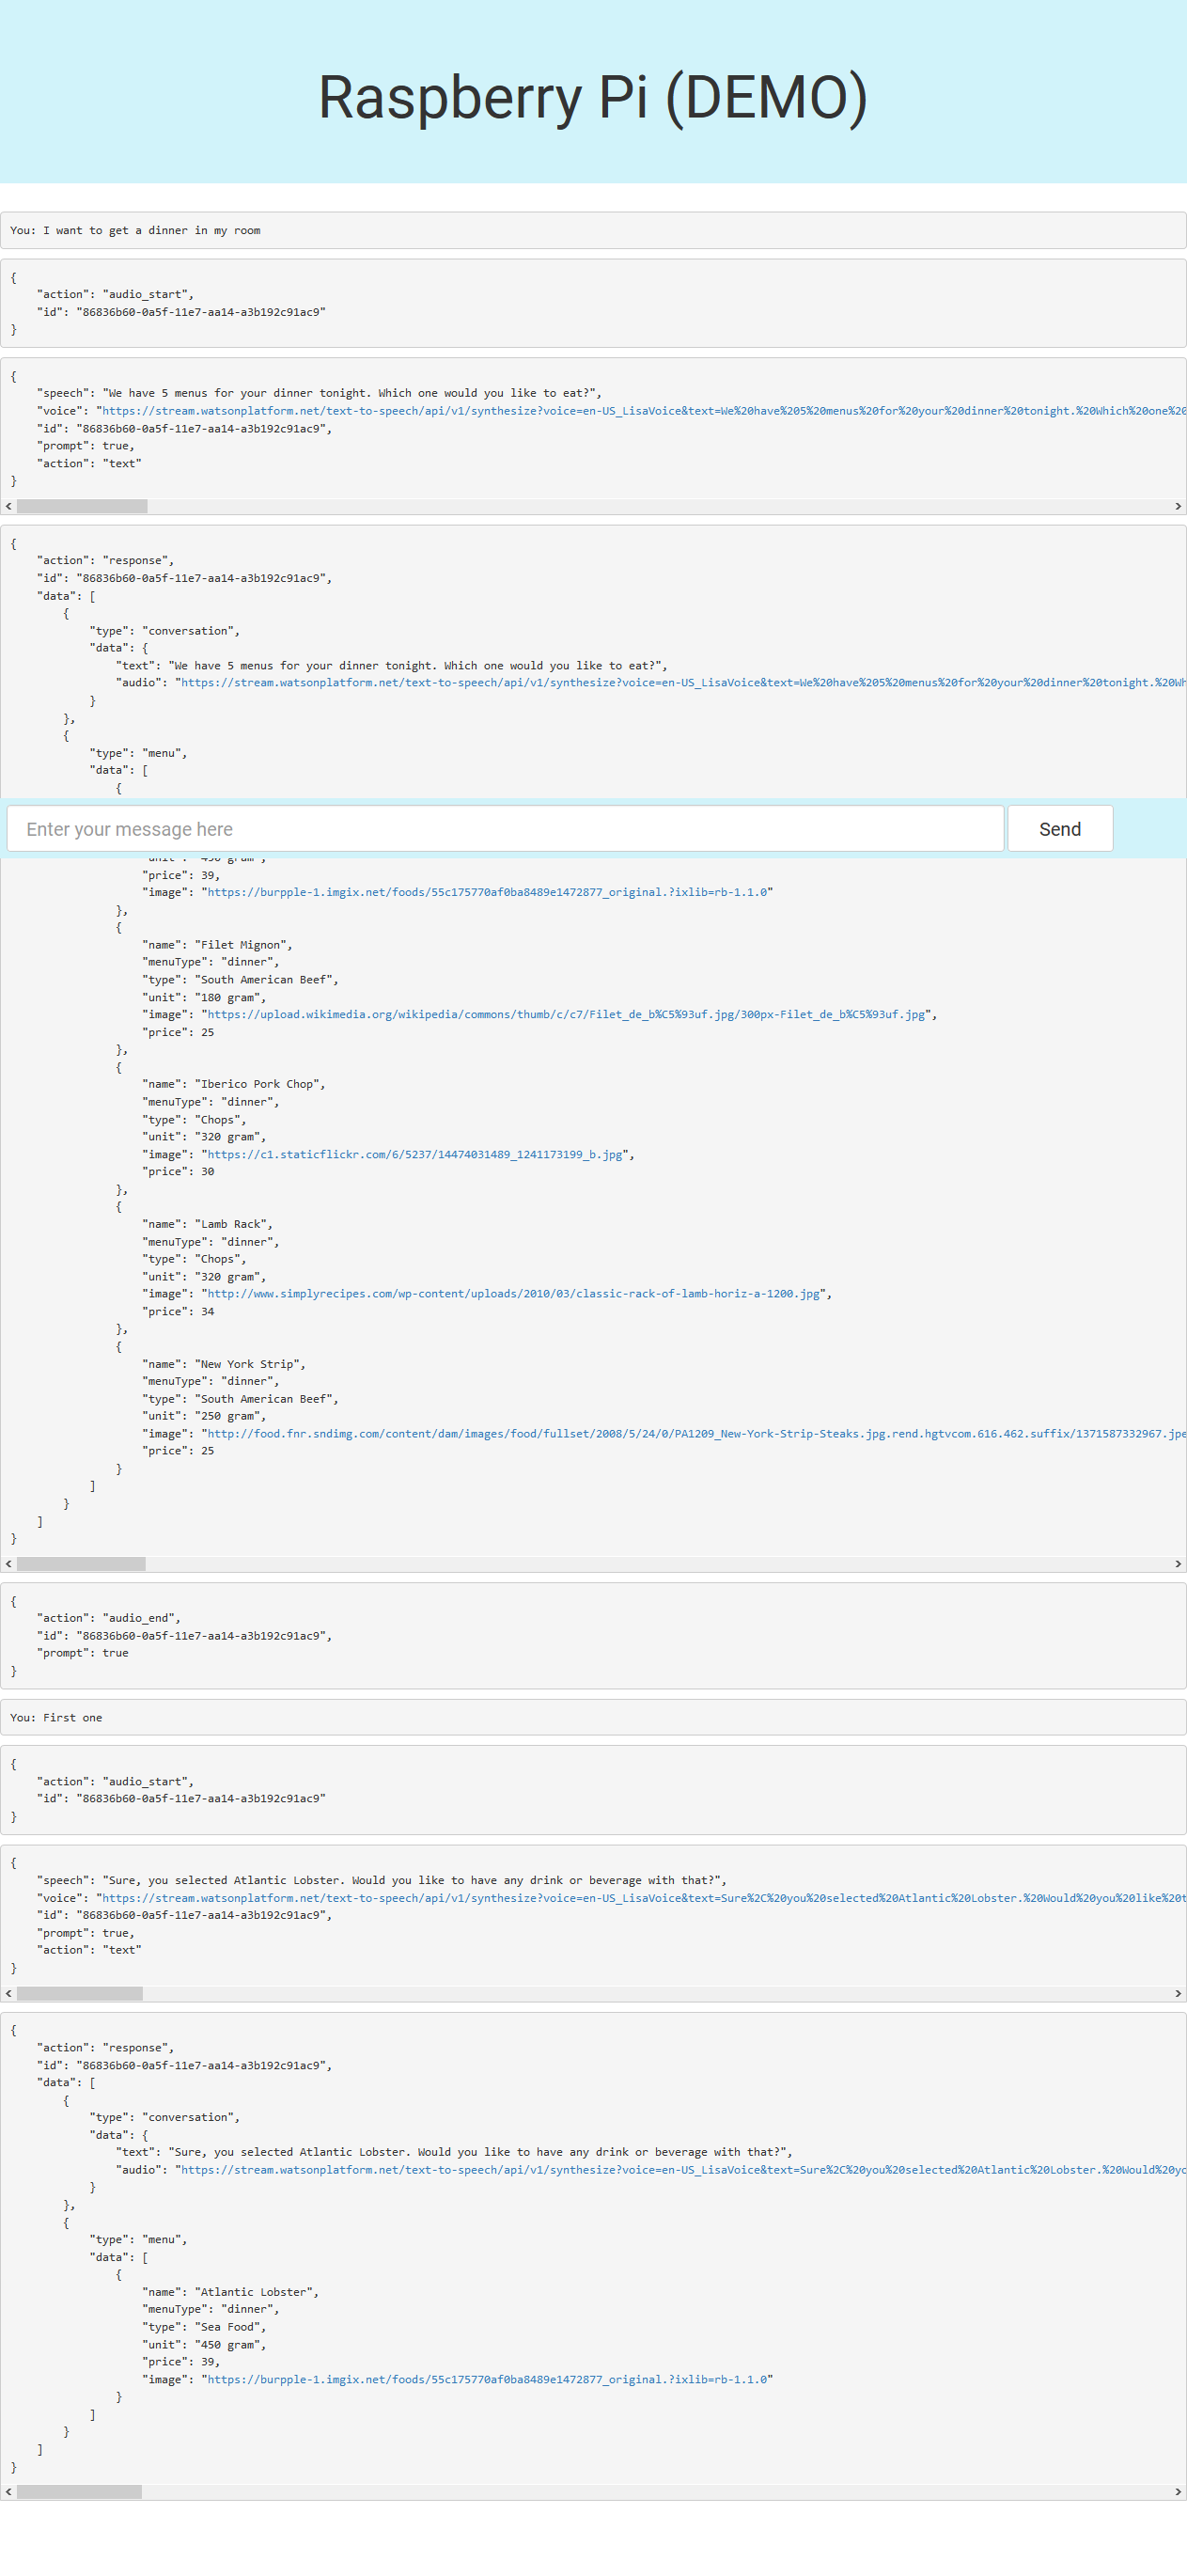 Raspberry Pi (DEMO)
You: I want to get a dinner in my room
{
    "action": "audio_start",
    "id": "86836b60-0a5f-11e7-aa14-a3b192c91ac9"
}
{
    "speech": "We have 5 menus for your dinner tonight. Which one would you like to eat?",
    "voice": "https://stream.watsonplatform.net/text-to-speech/api/v1/synthesize?voice=en-US_LisaVoice&text=We%20have%205%20menus%20for%20your%20dinner%20tonight.%20Which%20one%20
    "id": "86836b60-0a5f-11e7-aa14-a3b192c91ac9",
    "prompt": true,
    "action": "text"
}
{
    "action": "response",
    "id": "86836b60-0a5f-11e7-aa14-a3b192c91ac9",
    "data": [
        {
            "type": "conversation",
            "data": {
                "text": "We have 5 menus for your dinner tonight. Which one would you like to eat?",
                "audio": "https://stream.watsonplatform.net/text-to-speech/api/v1/synthesize?voice=en-US_LisaVoice&text=We%20have%205%20menus%20for%20your%20dinner%20tonight.%20Wh
            }
        },
        {
            "type": "menu",
            "data": [
                {
Enter your message here Send
                    "unit": "450 gram",
                    "price": 39,
                    "image": "https://burpple-1.imgix.net/foods/55c175770af0ba8489e1472877_original.?ixlib=rb-1.1.0"
                },
                {
                    "name": "Filet Mignon",
                    "menuType": "dinner",
                    "type": "South American Beef",
                    "unit": "180 gram",
                    "image": "https://upload.wikimedia.org/wikipedia/commons/thumb/c/c7/Filet_de_b%C5%93uf.jpg/300px-Filet_de_b%C5%93uf.jpg",
                    "price": 25
                },
                {
                    "name": "Iberico Pork Chop",
                    "menuType": "dinner",
                    "type": "Chops",
                    "unit": "320 gram",
                    "image": "https://c1.staticflickr.com/6/5237/14474031489_1241173199_b.jpg",
                    "price": 30
                },
                {
                    "name": "Lamb Rack",
                    "menuType": "dinner",
                    "type": "Chops",
                    "unit": "320 gram",
                    "image": "http://www.simplyrecipes.com/wp-content/uploads/2010/03/classic-rack-of-lamb-horiz-a-1200.jpg",
                    "price": 34
                },
                {
                    "name": "New York Strip",
                    "menuType": "dinner",
                    "type": "South American Beef",
                    "unit": "250 gram",
                    "image": "http://food.fnr.sndimg.com/content/dam/images/food/fullset/2008/5/24/0/PA1209_New-York-Strip-Steaks.jpg.rend.hgtvcom.616.462.suffix/1371587332967.jpe
                    "price": 25
                }
            ]
        }
    ]
}
{
    "action": "audio_end",
    "id": "86836b60-0a5f-11e7-aa14-a3b192c91ac9",
    "prompt": true
}
You: First one
{
    "action": "audio_start",
    "id": "86836b60-0a5f-11e7-aa14-a3b192c91ac9"
}
{
    "speech": "Sure, you selected Atlantic Lobster. Would you like to have any drink or beverage with that?",
    "voice": "https://stream.watsonplatform.net/text-to-speech/api/v1/synthesize?voice=en-US_LisaVoice&text=Sure%2C%20you%20selected%20Atlantic%20Lobster.%20Would%20you%20like%20t
    "id": "86836b60-0a5f-11e7-aa14-a3b192c91ac9",
    "prompt": true,
    "action": "text"
}
{
    "action": "response",
    "id": "86836b60-0a5f-11e7-aa14-a3b192c91ac9",
    "data": [
        {
            "type": "conversation",
            "data": {
                "text": "Sure, you selected Atlantic Lobster. Would you like to have any drink or beverage with that?",
                "audio": "https://stream.watsonplatform.net/text-to-speech/api/v1/synthesize?voice=en-US_LisaVoice&text=Sure%2C%20you%20selected%20Atlantic%20Lobster.%20Would%20yo
            }
        },
        {
            "type": "menu",
            "data": [
                {
                    "name": "Atlantic Lobster",
                    "menuType": "dinner",
                    "type": "Sea Food",
                    "unit": "450 gram",
                    "price": 39,
                    "image": "https://burpple-1.imgix.net/foods/55c175770af0ba8489e1472877_original.?ixlib=rb-1.1.0"
                }
            ]
        }
    ]
}